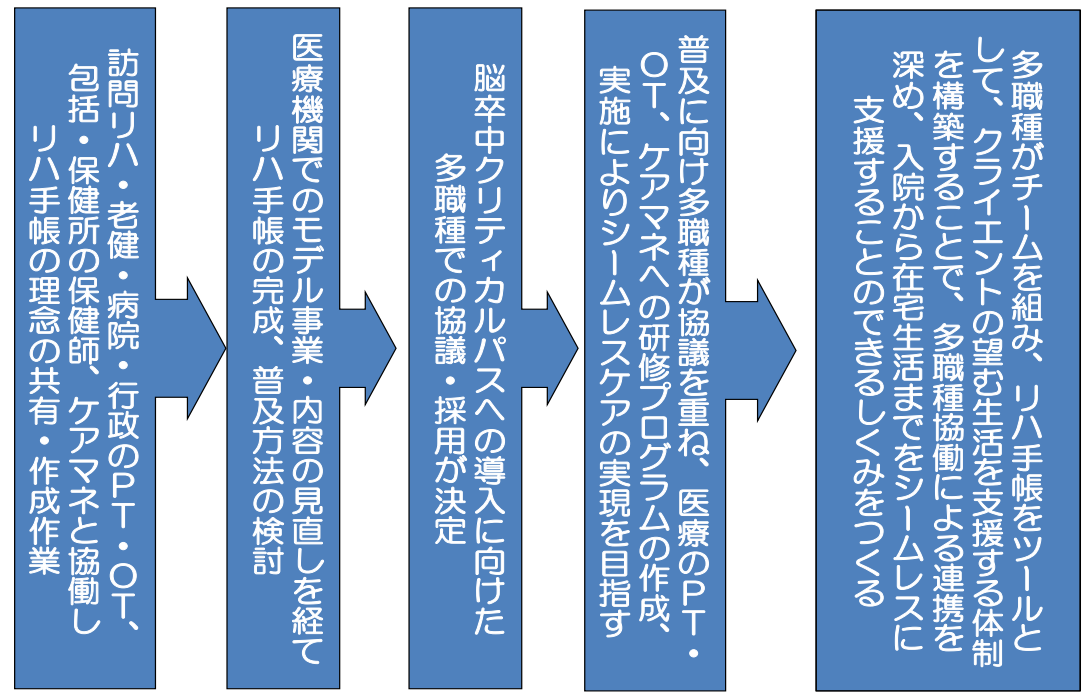 訪問リハ・老健・病院・行政のPT・OT、
包括・保健所の保健師、ケアマネと協働し
リハ手帳の理念の共有・作成作業
医療機関でのモデル事業・内容の見直しを経て
リハ手帳の完成、普及方法の検討
脳卒中クリティカルパスへの導入に向けた
多職種での協議・採用が決定
普及に向け多職種が協議を重ね、医療のPT・
OT、ケアマネへの研修プログラムの作成、
実施によりシームレスケアの実現を目指す
多職種がチームを組み、リハ手帳をツールと
して、クライエントの望む生活を支援する体制
を構築することで、多職種協働による連携を
深め、入院から在宅生活までをシームレスに
支援することのできるしくみをつくる